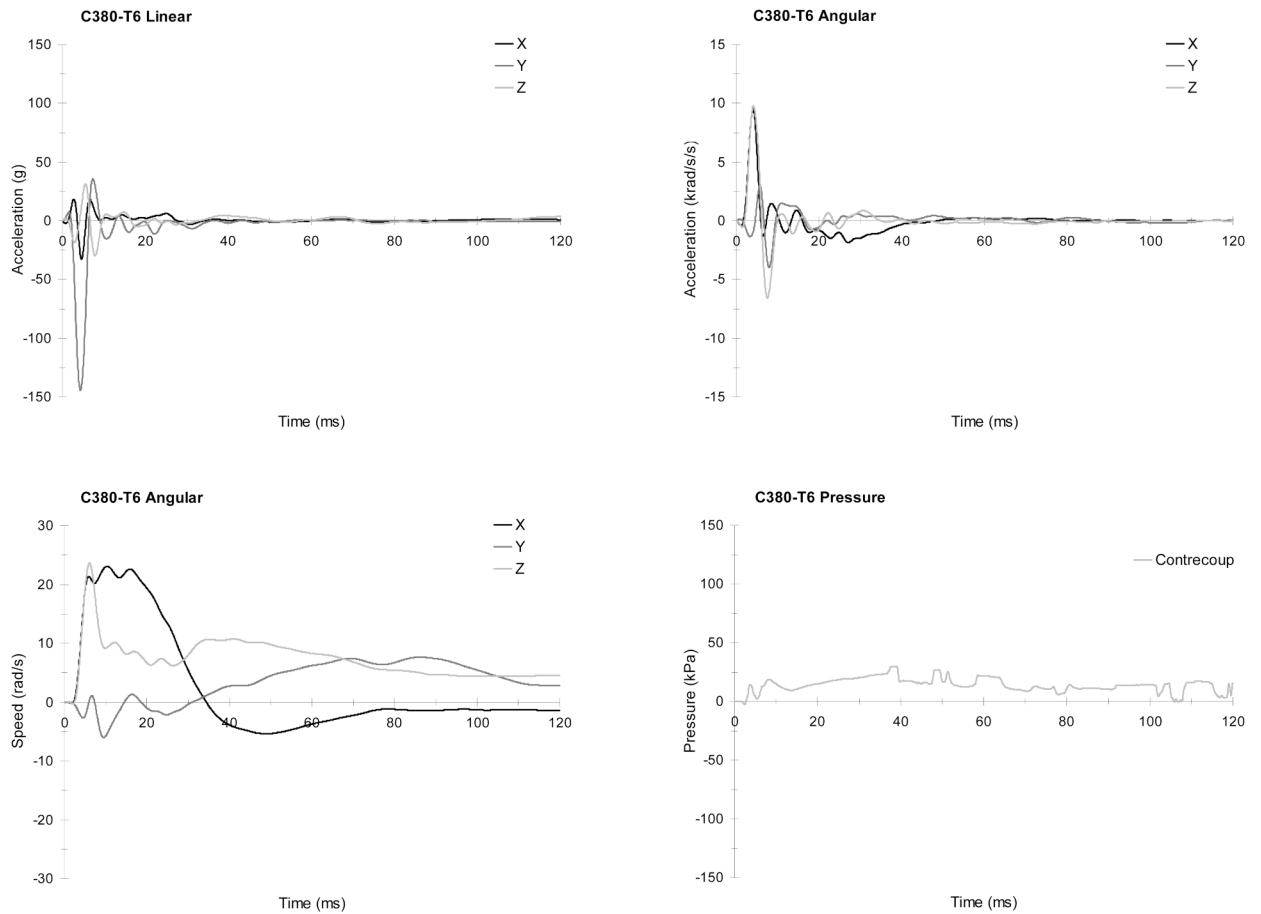 C380-T6 Linear
150
100
50
0
-50
-100
-150
0 20 40 60 80 100 120
Acceleration (g)
Time (ms)
X
Y
Z
C380-T6 Angular
15
10
5
0
-5
-10
-15
0 20 40 60 80 100 120
Acceleration (krad/s/s)
Time (ms)
X
Y
Z
C380-T6 Angular
30
20
10
0
-10
-20
-30
0 20 40 60 80 100 120
Speed (rad/s)
Time (ms)
X
Y
Z
C380-T6 Pressure
150
100
50
0
-50
-100
-150
0 20 40 60 80 100 120
Pressure (kPa)
Time (ms)
Contrecoup